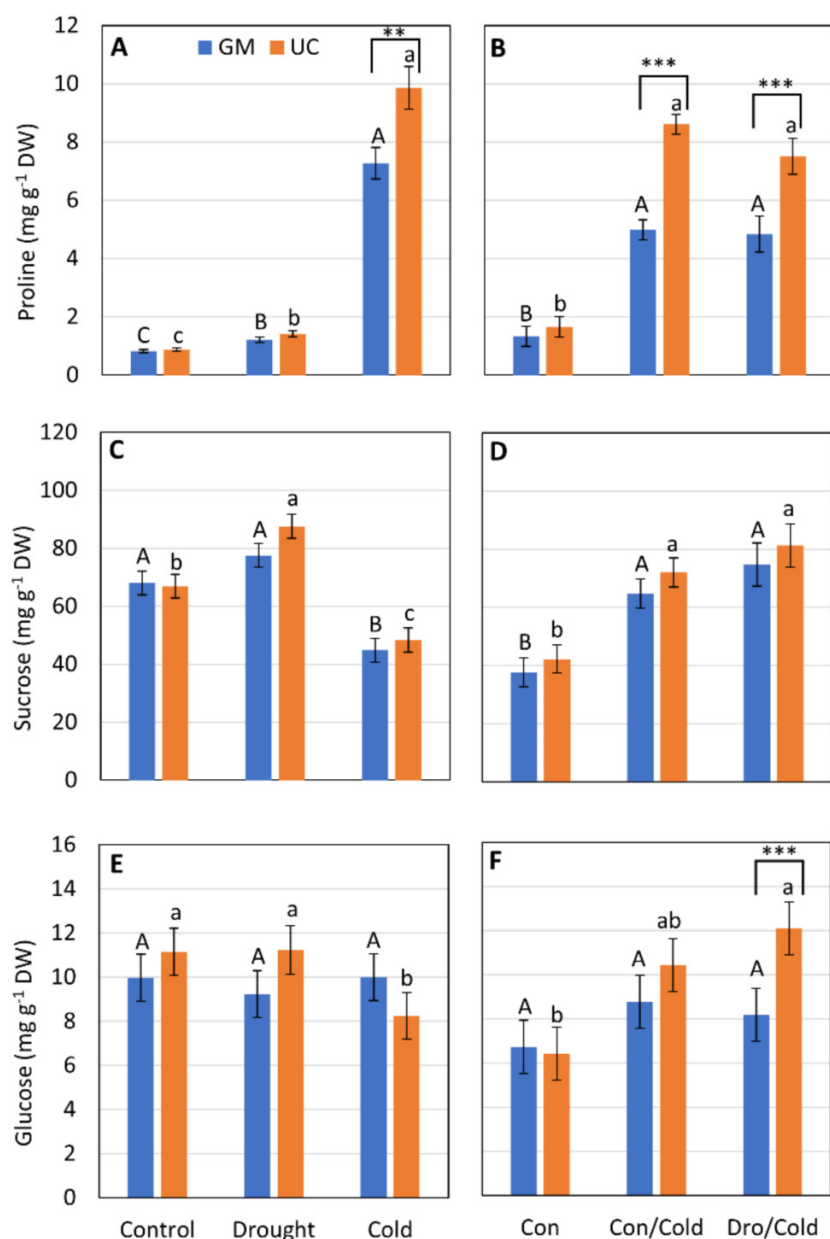 12
A
GM
UC
**
a
B
***
***
10
A
a
a
8
6
A
A
Proline (mg g⁻¹ DW)
4
2
C
c
B
b
B
b
0
120
C
D
100
a
a
80
A
b
A
A
a
A
60
B
c
B
b
Sucrose (mg g⁻¹ DW)
40
20
0
16
E
F
***
14
a
a
a
ab
12
A
A
A
10
b
A
A
8
A
b
Glucose (mg g⁻¹ DW)
6
4
2
0
Control
Drought
Cold
Con
Con/Cold
Dro/Cold